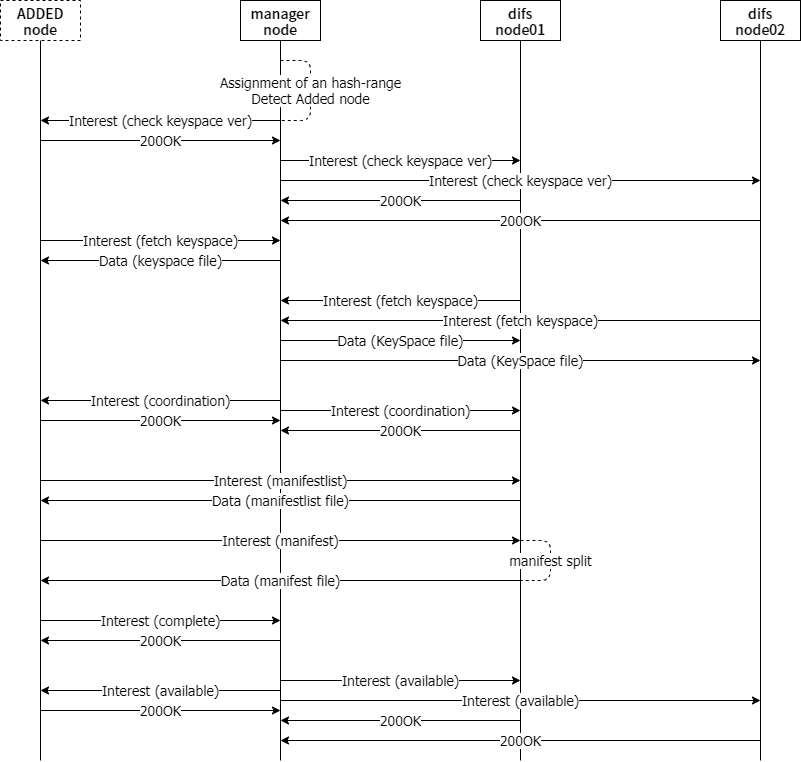 ADDED
node
manager
node
difs
node01
difs
node02
Assignment of an hash-range
Detect Added node
Interest (check keyspace ver)
200OK
Interest (check keyspace ver)
Interest (check keyspace ver)
200OK
200OK
Interest (fetch keyspace)
Data (keyspace file)
Interest (fetch keyspace)
Interest (fetch keyspace)
Data (KeySpace file)
Data (KeySpace file)
Interest (coordination)
Interest (coordination)
200OK
200OK
Interest (manifestlist)
Data (manifestlist file)
Interest (manifest)
manifest split
Data (manifest file)
Interest (complete)
200OK
Interest (available)
Interest (available)
Interest (available)
200OK
200OK
200OK